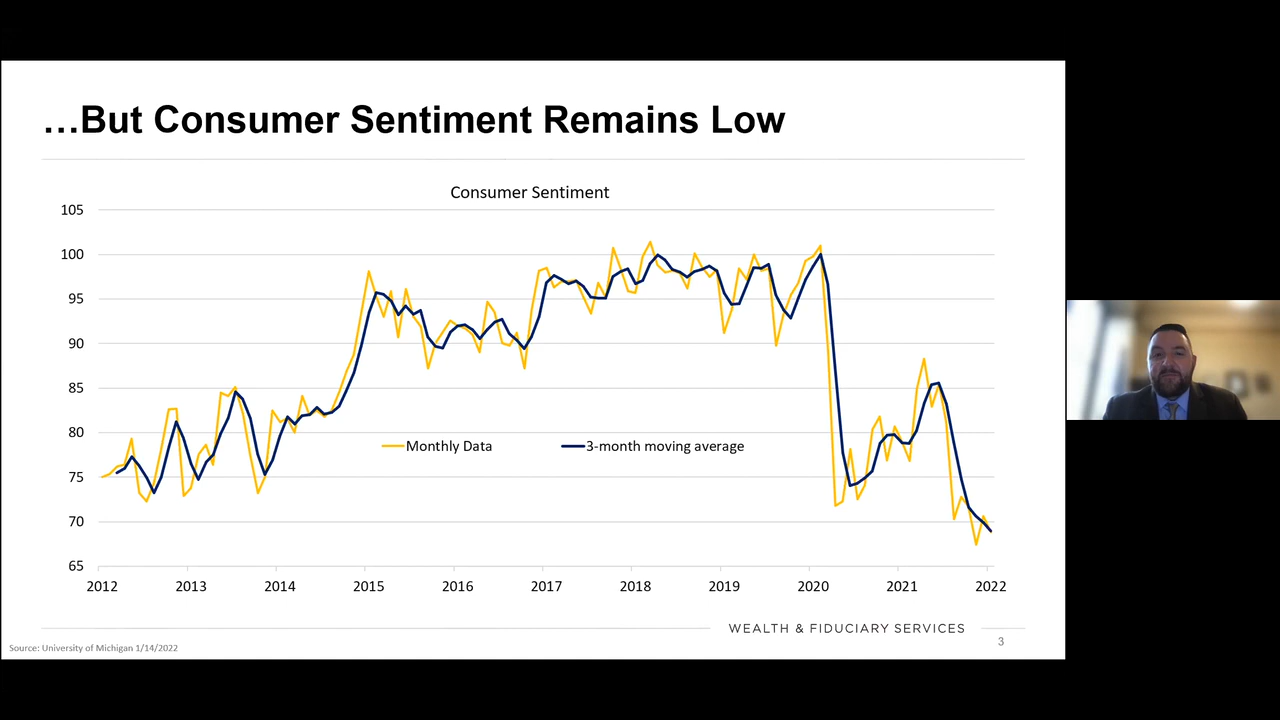 …But Consumer Sentiment Remains Low
Consumer Sentiment
105
100
95
90
85
80
75
70
65
Monthly Data
3-month moving average
2012 2013 2014 2015 2016 2017 2018 2019 2020 2021 2022
WEALTH & FIDUCIARY SERVICES
3
Source: University of Michigan 1/14/2022